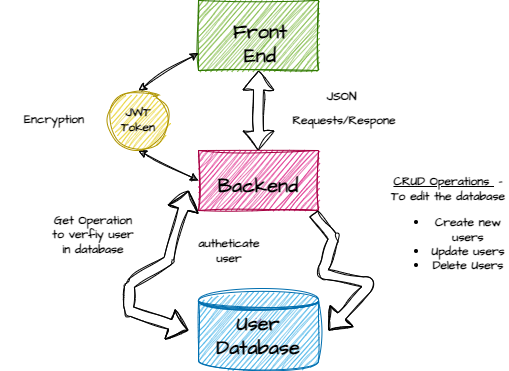 Front
End
JSON
Requests/Respone
JWT
Token
Encryption
Backend
CRUD Operations -
To edit the database
Create new
users
Update users
Delete Users
Get Operation
to verfiy user
in database
autheticate
user
User
Database